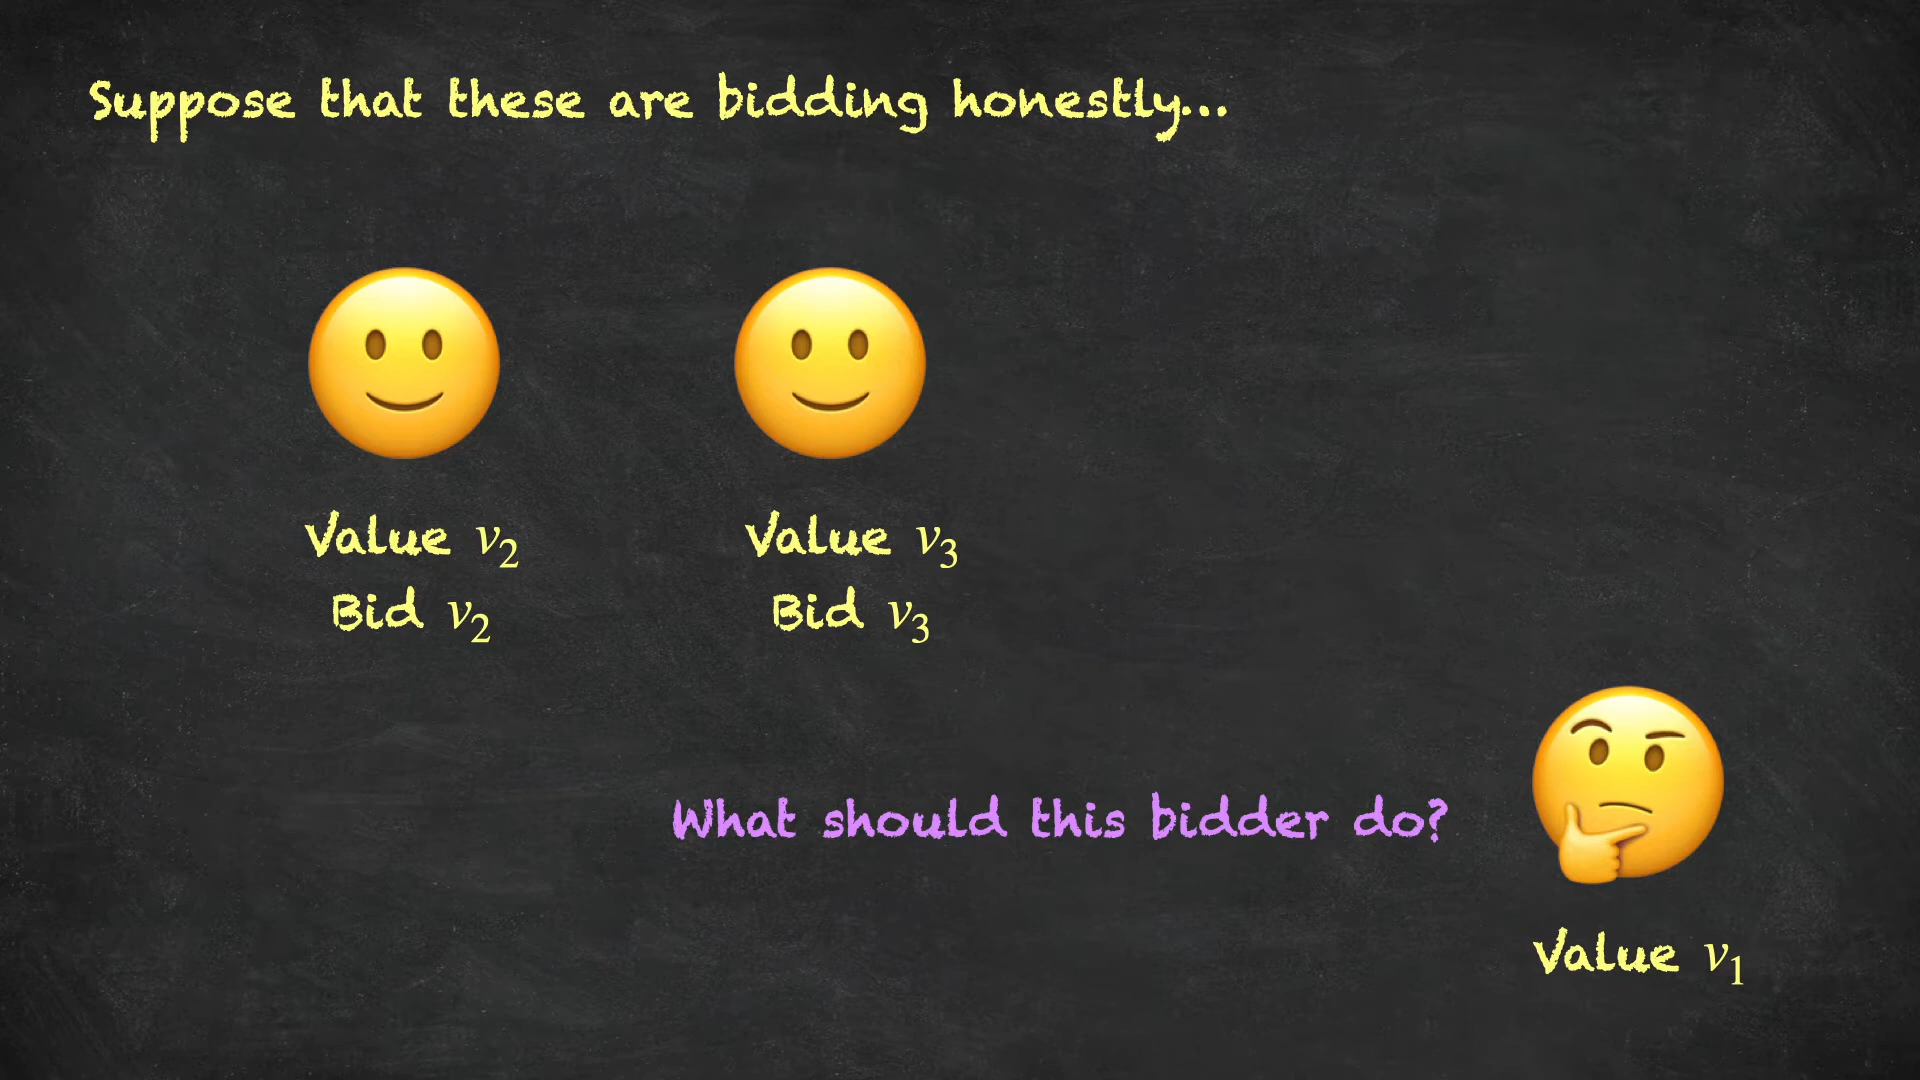 Suppose that these are bidding honestly...
Value v₂
Bid v₂
Value v₃
Bid v₃
What should this bidder do?
Value v₁